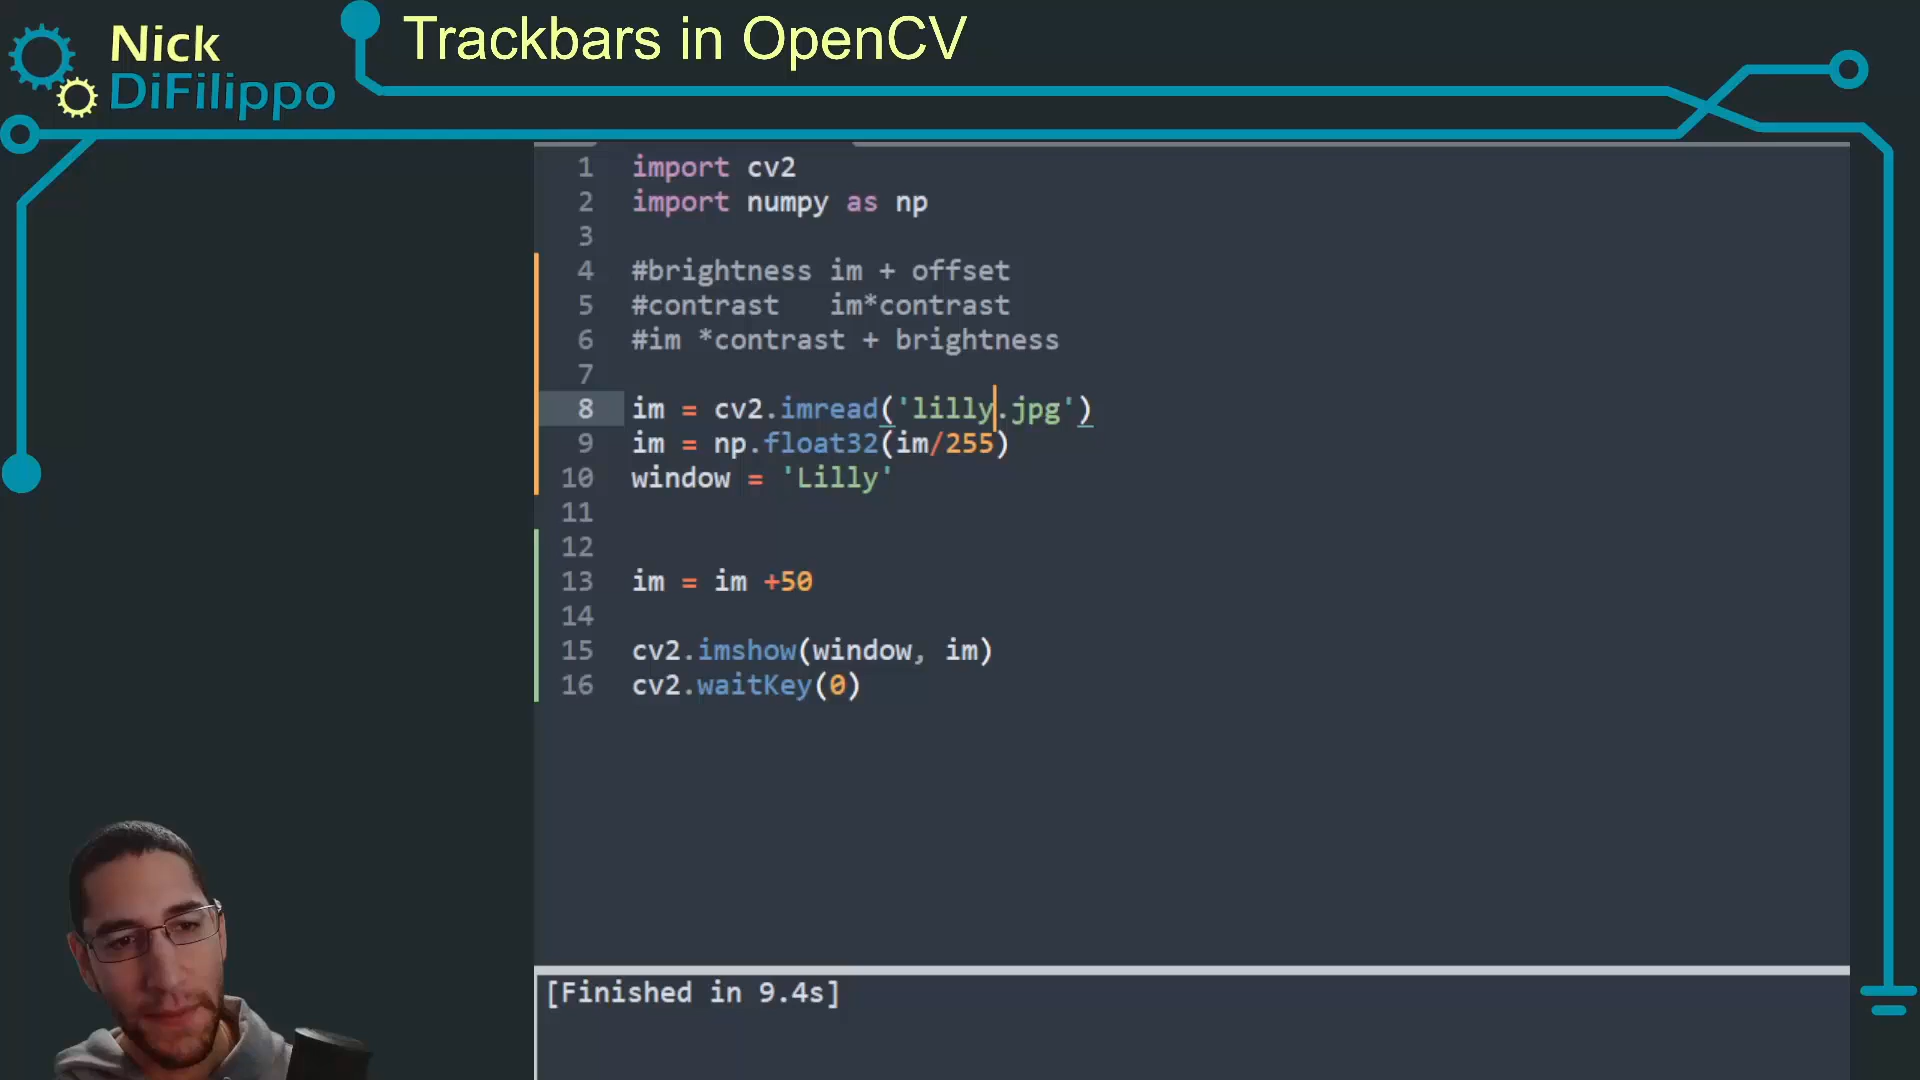 Nick
DiFilippo
Trackbars in OpenCV
1 import cv2
2 import numpy as np
3
4 #brightness im + offset
5 #contrast   im*contrast
6 #im *contrast + brightness
7
8 im = cv2.imread('lilly.jpg')
9 im = np.float32(im/255)
10 window = 'Lilly'
11
12
13 im = im +50
14
15 cv2.imshow(window, im)
16 cv2.waitKey(0)
[Finished in 9.4s]